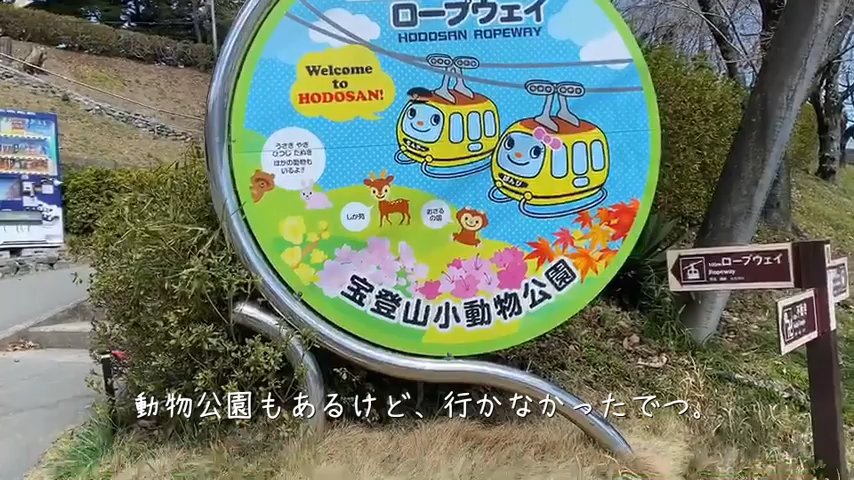 ロープウェイ
HODOSAN ROPEWAY
Welcome
to
HODOSAN!
うさぎ やぎ
ひつじ たぬき
ほかの動物も
いるよ!!
しか苑
おさる
の国
宝登山小動物公園
ロープウェイ
Ropeway
動物公園もあるけど、行かなかったでつ。